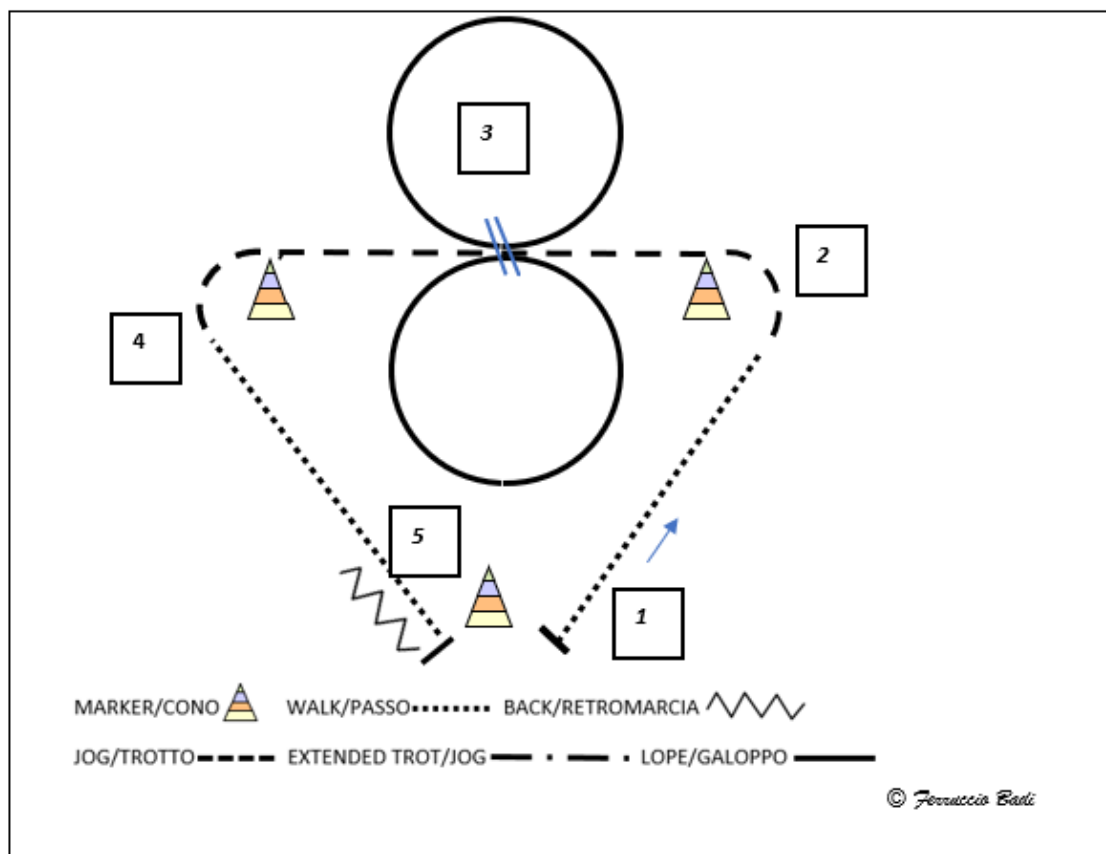 3
2
4
5
1
MARKER/CONO WALK/PASSO BACK/RETROMARCIA
JOG/TROTTO EXTENDED TROT/JOG LOPE/GALOPPO
© Ferruccio Badi